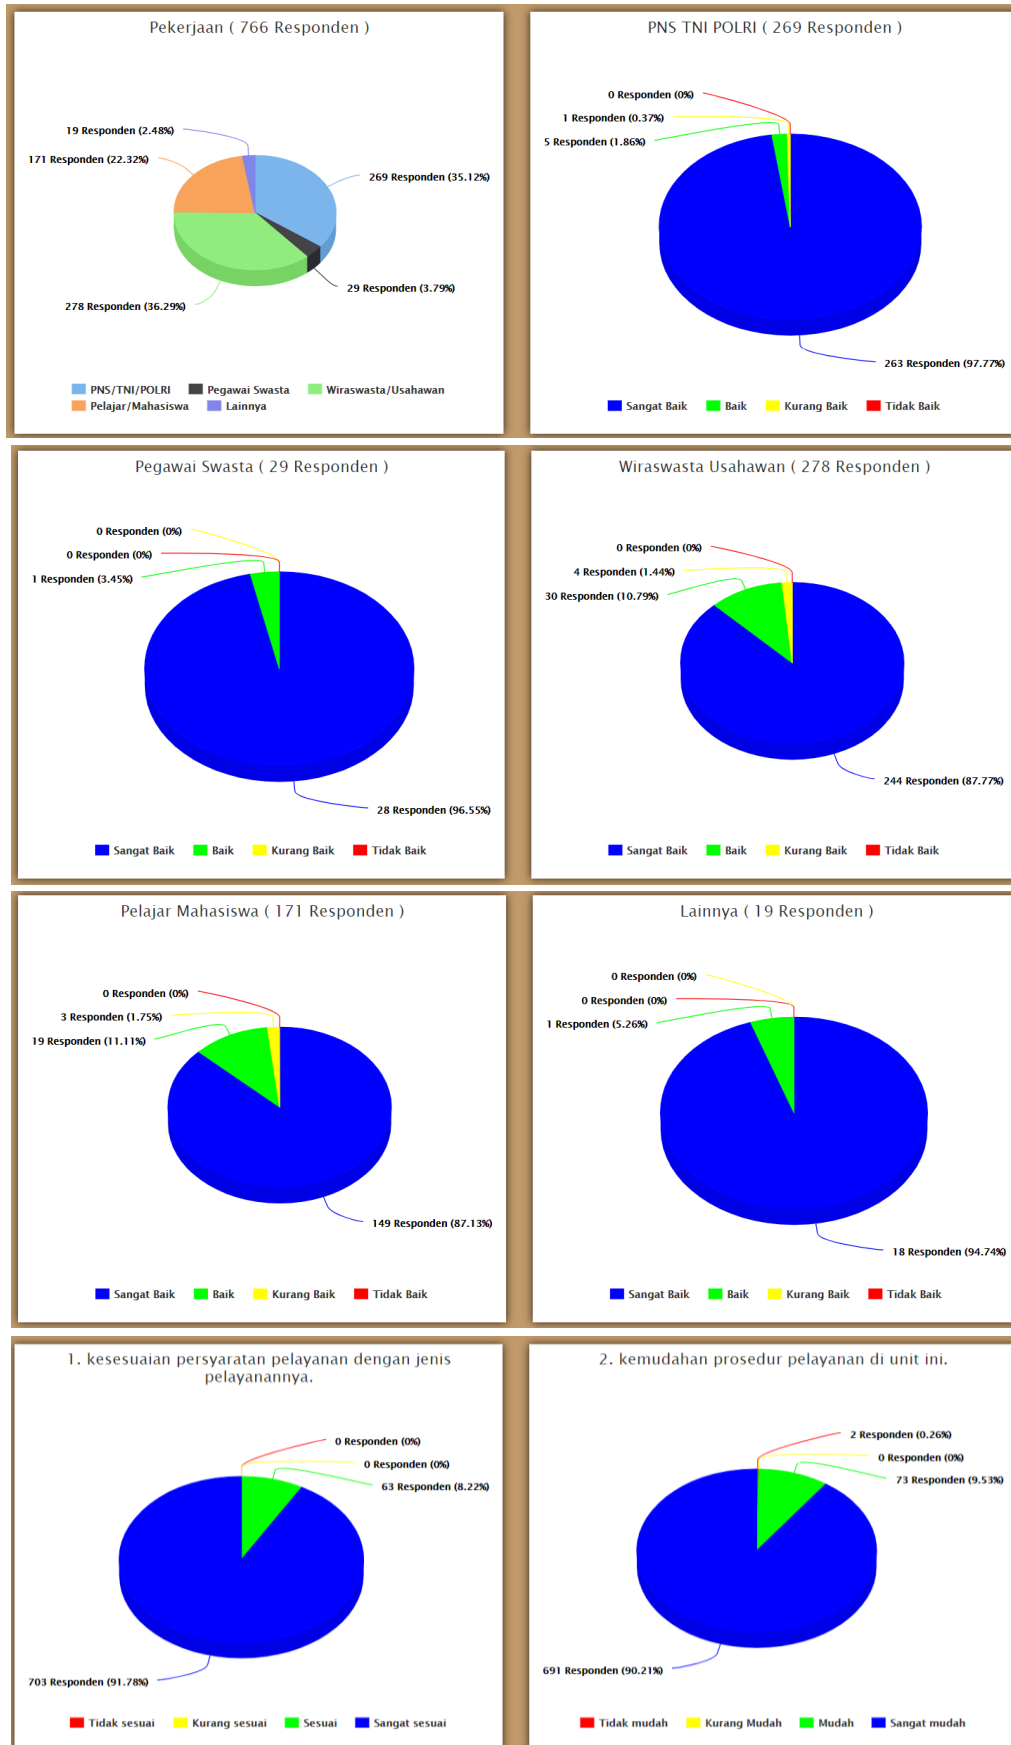 Pekerjaan ( 766 Responden )
19 Responden (2.48%)
171 Responden (22.32%)
269 Responden (35.12%)
29 Responden (3.79%)
278 Responden (36.29%)
PNS/TNI/POLRI Pegawai Swasta Wiraswasta/Usahawan
Pelajar/Mahasiswa Lainnya
PNS TNI POLRI ( 269 Responden )
0 Responden (0%)
1 Responden (0.37%)
5 Responden (1.86%)
263 Responden (97.77%)
Sangat Baik Baik Kurang Baik Tidak Baik
Pegawai Swasta ( 29 Responden )
0 Responden (0%)
0 Responden (0%)
1 Responden (3.45%)
28 Responden (96.55%)
Sangat Baik Baik Kurang Baik Tidak Baik
Wiraswasta Usahawan ( 278 Responden )
0 Responden (0%)
4 Responden (1.44%)
30 Responden (10.79%)
244 Responden (87.77%)
Sangat Baik Baik Kurang Baik Tidak Baik
Pelajar Mahasiswa ( 171 Responden )
0 Responden (0%)
3 Responden (1.75%)
19 Responden (11.11%)
149 Responden (87.13%)
Sangat Baik Baik Kurang Baik Tidak Baik
Lainnya ( 19 Responden )
0 Responden (0%)
0 Responden (0%)
1 Responden (5.26%)
18 Responden (94.74%)
Sangat Baik Baik Kurang Baik Tidak Baik
1. kesesuaian persyaratan pelayanan dengan jenis
pelayanannya.
0 Responden (0%)
0 Responden (0%)
63 Responden (8.22%)
703 Responden (91.78%)
Tidak sesuai Kurang sesuai Sesuai Sangat sesuai
2. kemudahan prosedur pelayanan di unit ini.
2 Responden (0.26%)
0 Responden (0%)
73 Responden (9.53%)
691 Responden (90.21%)
Tidak mudah Kurang Mudah Mudah Sangat mudah